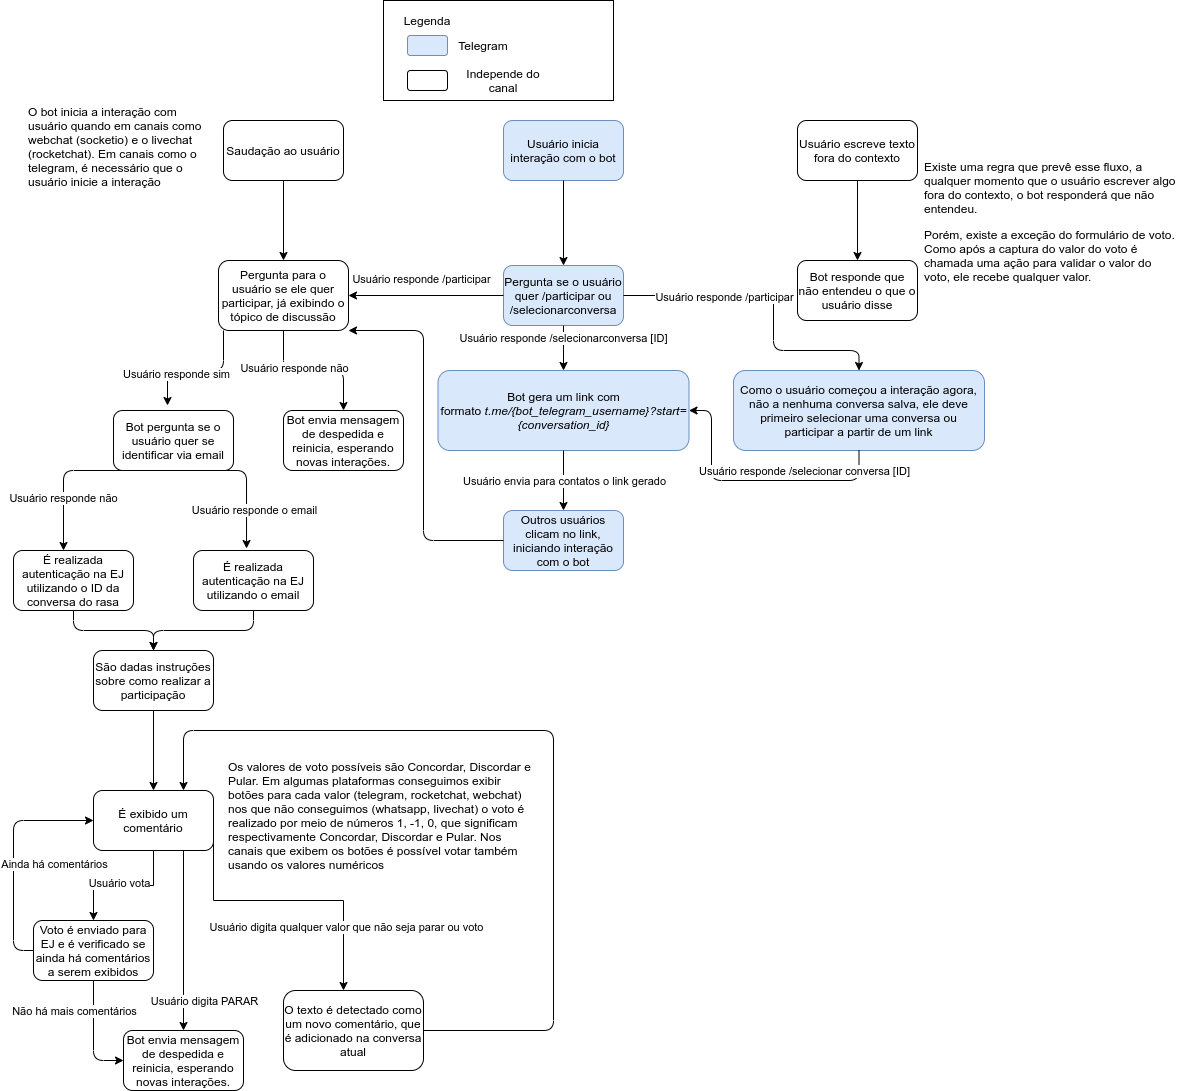 Legenda
Telegram
Independe do
canal
O bot inicia a interação com
usuário quando em canais como
webchat (socketio) e o livechat
(rocketchat). Em canais como o
telegram, é necessário que o
usuário inicie a interação
Saudação ao usuário
Usuário inicia
interação com o bot
Usuário escreve texto
fora do contexto
Existe uma regra que prevê esse fluxo, a
qualquer momento que o usuário escrever algo
fora do contexto, o bot responderá que não
entendeu.
Porém, existe a exceção do formulário de voto.
Como após a captura do valor do voto é
chamada uma ação para validar o valor do
voto, ele recebe qualquer valor.
Pergunta para o
usuário se ele quer
participar, já exibindo o
tópico de discussão
Usuário responde /participar
Pergunta se o usuário
quer /participar ou
/selecionarconversa
Usuário responde /participar
Bot responde que
não entendeu o que o
usuário disse
Usuário responde /selecionarconversa [ID]
Usuário responde sim
Usuário responde não
Bot gera um link com
formato t.me/{bot_telegram_username}?start=
{conversation_id}
Como o usuário começou a interação agora,
não a nenhuma conversa salva, ele deve
primeiro selecionar uma conversa ou
participar a partir de um link
Bot pergunta se o
usuário quer se
identificar via email
Bot envia mensagem
de despedida e
reinicia, esperando
novas interações.
Usuário responde /selecionar conversa [ID]
Usuário envia para contatos o link gerado
Usuário responde não
Usuário responde o email
Outros usuários
clicam no link,
iniciando interação
com o bot
É realizada
autenticação na EJ
utilizando o ID da
conversa do rasa
É realizada
autenticação na EJ
utilizando o email
São dadas instruções
sobre como realizar a
participação
Os valores de voto possíveis são Concordar, Discordar e
Pular. Em algumas plataformas conseguimos exibir
botões para cada valor (telegram, rocketchat, webchat)
nos que não conseguimos (whatsapp, livechat) o voto é
realizado por meio de números 1, -1, 0, que significam
respectivamente Concordar, Discordar e Pular. Nos
canais que exibem os botões é possível votar também
usando os valores numéricos
É exibido um
comentário
Ainda há comentários
Usuário vota
Voto é enviado para
EJ e é verificado se
ainda há comentários
a serem exibidos
Usuário digita qualquer valor que não seja parar ou voto
Não há mais comentários
Usuário digita PARAR
O texto é detectado como
um novo comentário, que
é adicionado na conversa
atual
Bot envia mensagem
de despedida e
reinicia, esperando
novas interações.